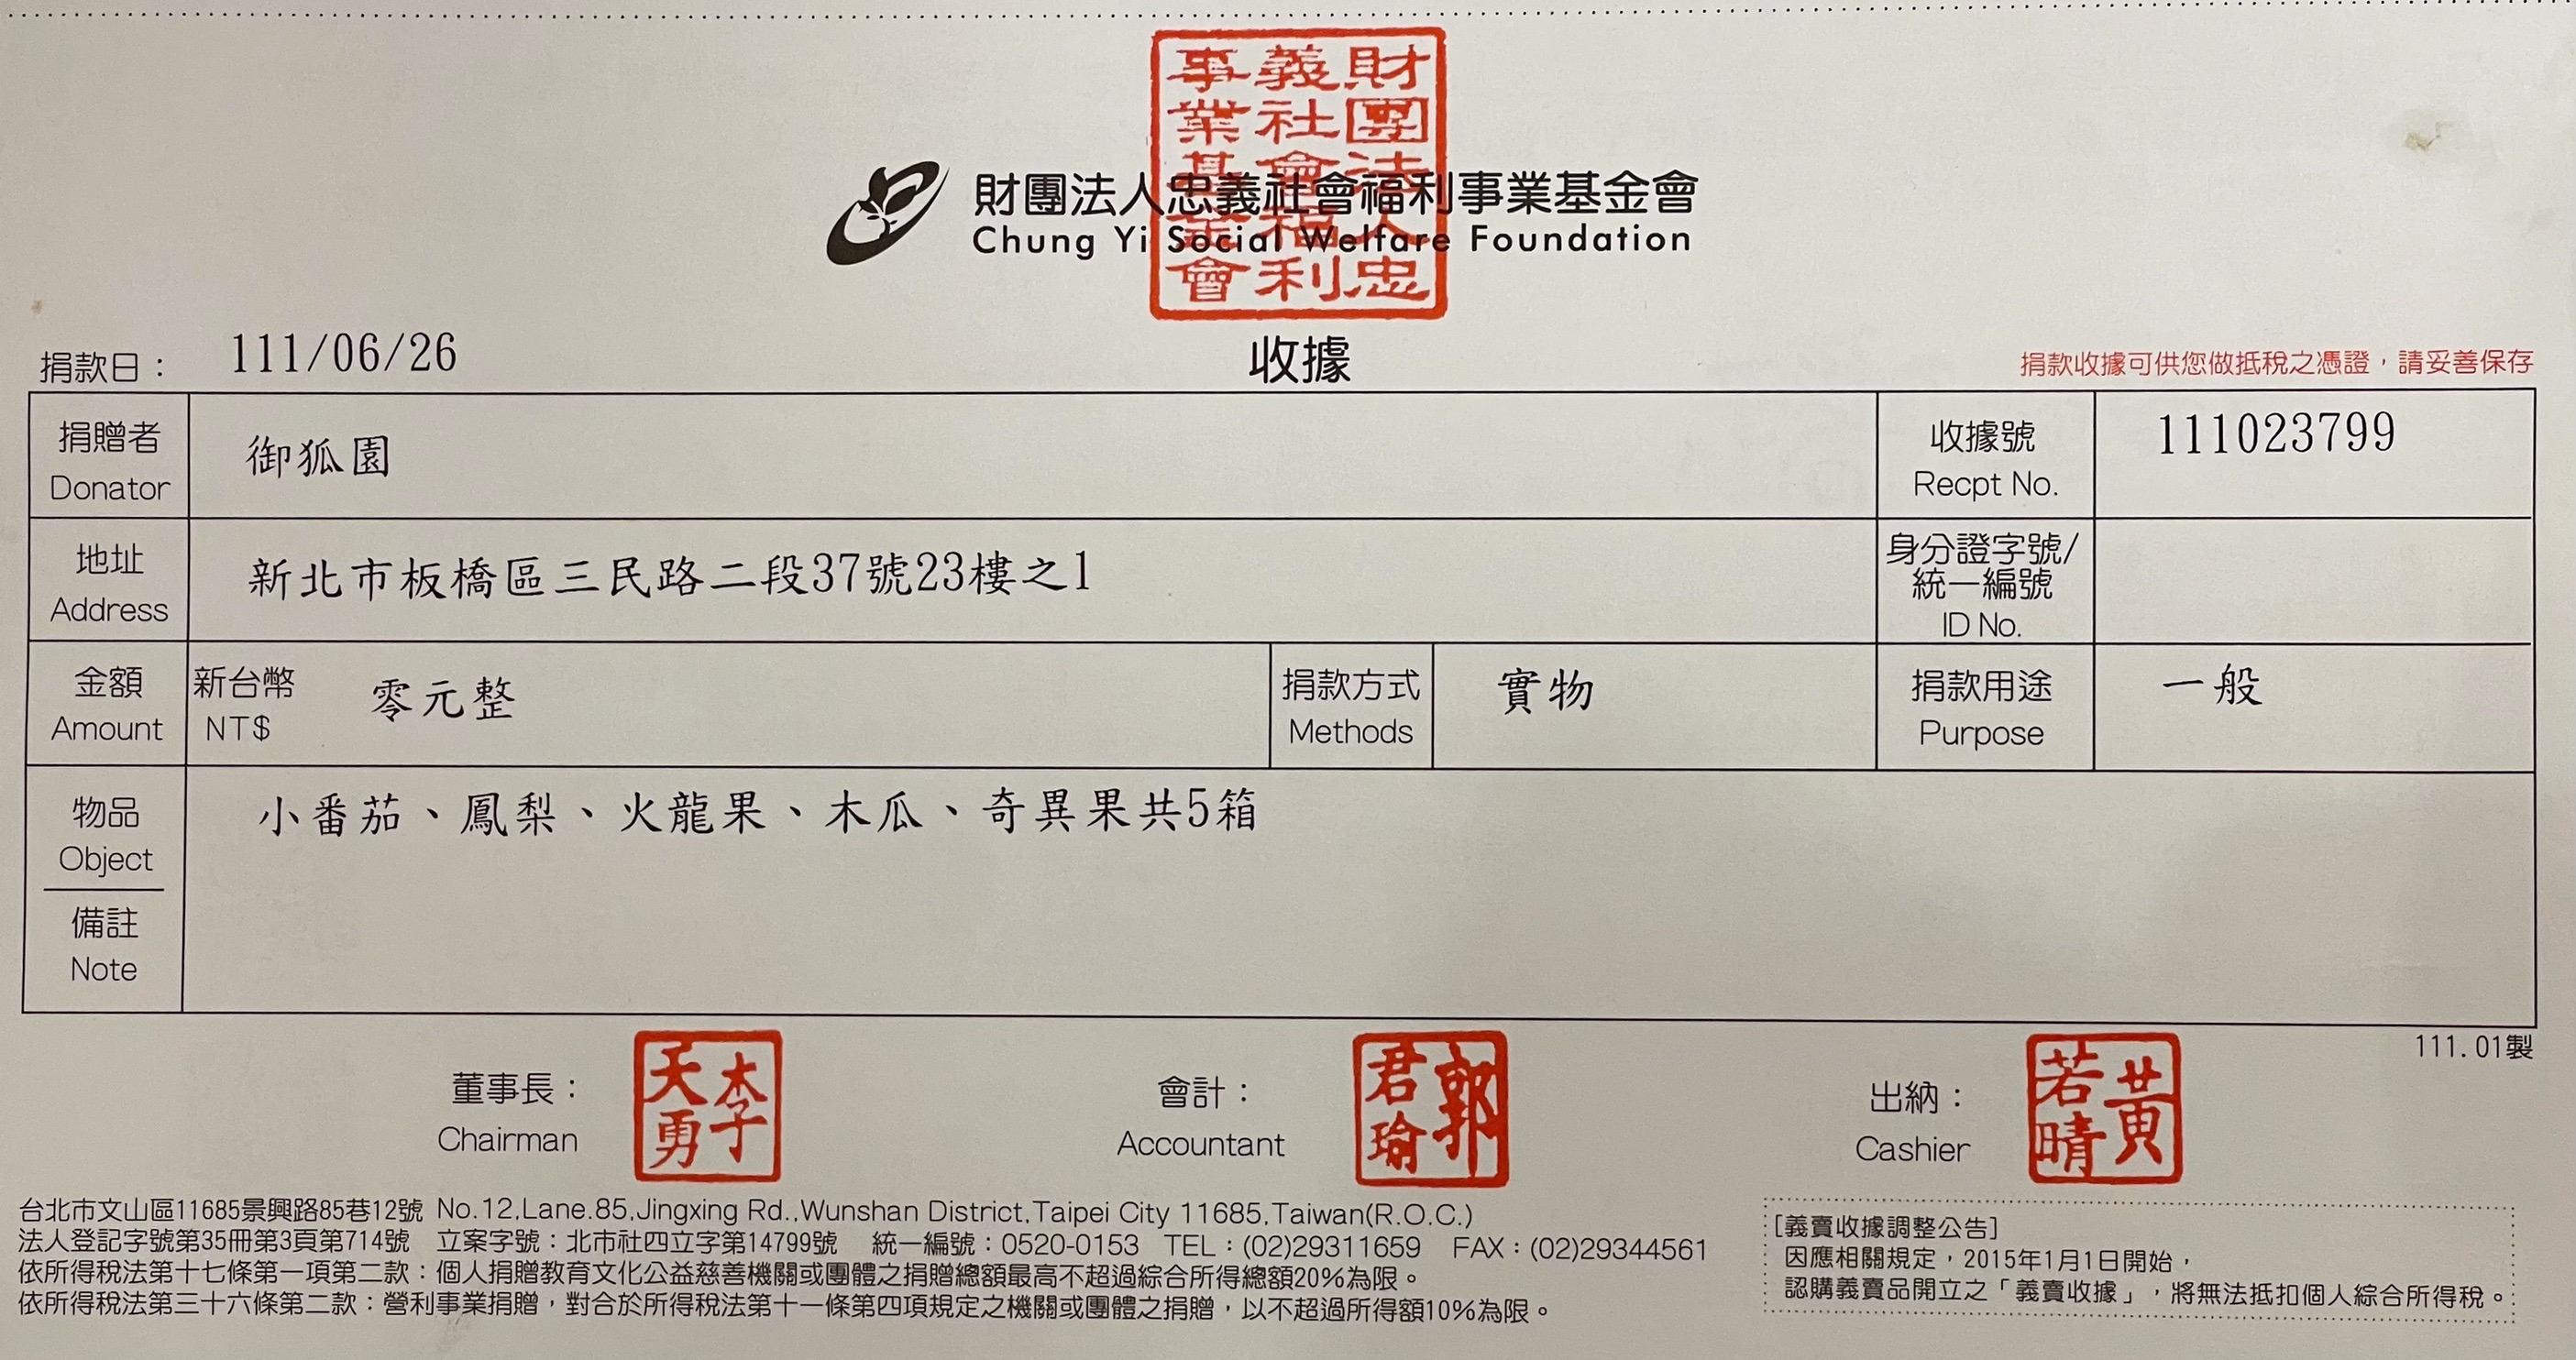 財團法人忠義社會福利事業基金會
財團法人忠義社會福利事業基金會
Chung Yi Social Welfare Foundation
收據
捐款日： 111/06/26
捐款收據可供您做抵稅之憑證，請妥善保存
捐贈者 御狐園 收據號 111023799
Donator Recpt No.
地址 新北市板橋區三民路二段37號23樓之1 身分證字號/
統一編號
Address ID No.
金額 新台幣 零元整 捐款方式 實物 捐款用途 一般
Amount NT$ Methods Purpose
物品 小番茄、鳳梨、火龍果、木瓜、奇異果共5箱
Object
備註
Note
111.01製
董事長： 李天勇 會計： 郭君瑜 出納： 黃若晴
Chairman Accountant Cashier
台北市文山區11685景興路85巷12號 No.12,Lane.85,Jingxing Rd.,Wunshan District,Taipei City 11685,Taiwan(R.O.C.)
法人登記字號第35冊第3頁第714號 立案字號：北市社四立字第14799號 統一編號：0520-0153 TEL：(02)29311659 FAX：(02)29344561
依所得稅法第十七條第一項第二款：個人捐贈教育文化公益慈善機關或團體之捐贈總額最高不超過綜合所得總額20%為限。
依所得稅法第三十六條第二款：營利事業捐贈，對合於所得稅法第十一條第四項規定之機關或團體之捐贈，以不超過所得額10%為限。
[義賣收據調整公告]
因應相關規定，2015年1月1日開始，
認購義賣品開立之「義賣收據」，將無法抵扣個人綜合所得稅。